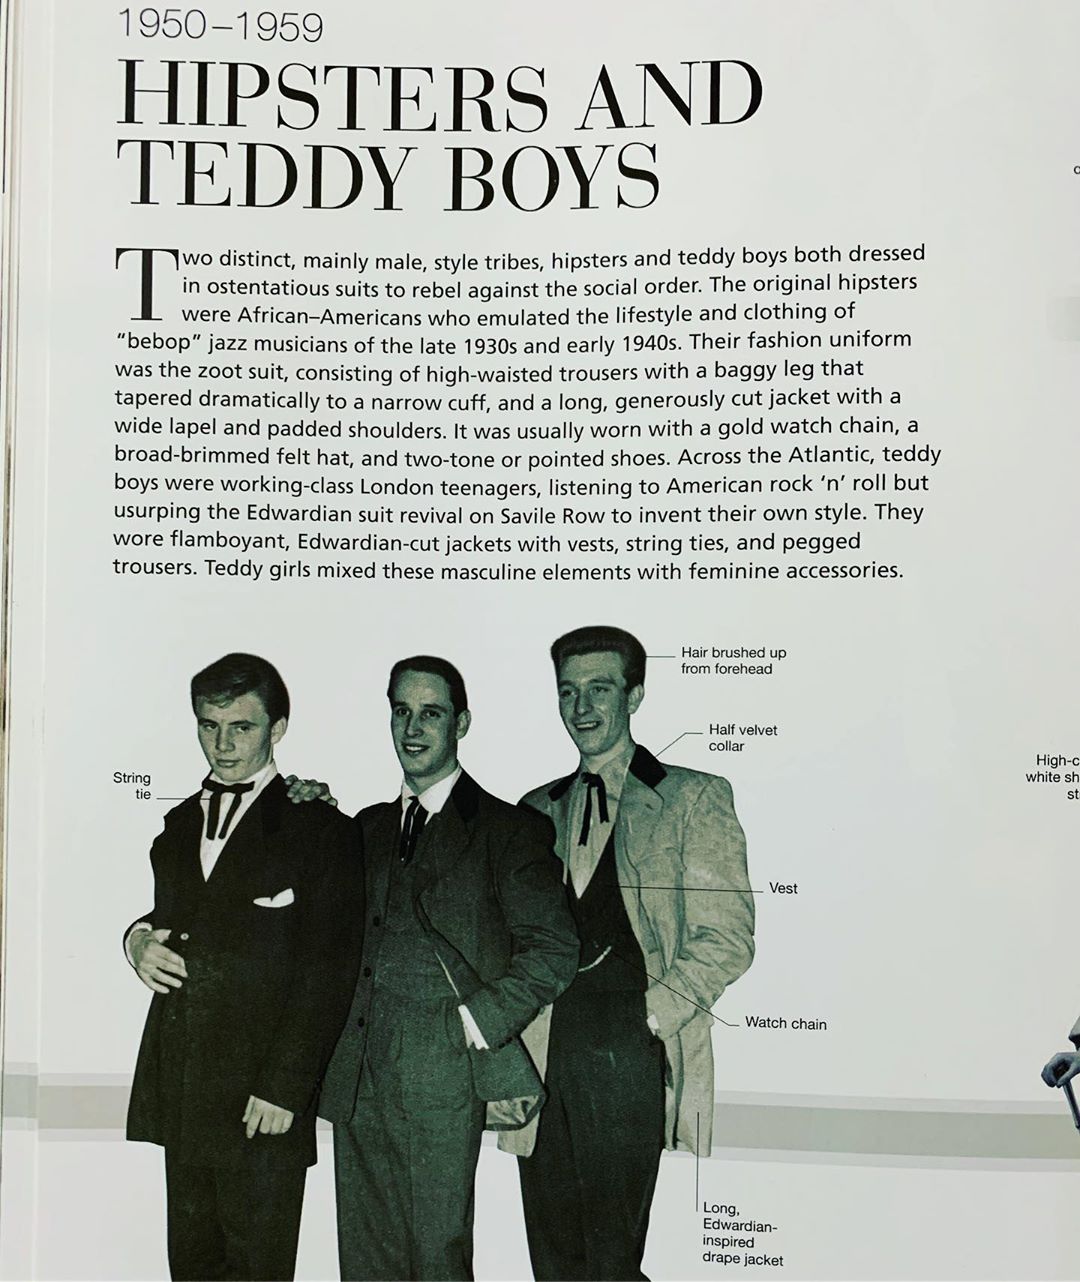 1950–1959
HIPSTERS AND
TEDDY BOYS
Two distinct, mainly male, style tribes, hipsters and teddy boys both dressed
in ostentatious suits to rebel against the social order. The original hipsters
were African–Americans who emulated the lifestyle and clothing of
“bebop” jazz musicians of the late 1930s and early 1940s. Their fashion uniform
was the zoot suit, consisting of high-waisted trousers with a baggy leg that
tapered dramatically to a narrow cuff, and a long, generously cut jacket with a
wide lapel and padded shoulders. It was usually worn with a gold watch chain, a
broad-brimmed felt hat, and two-tone or pointed shoes. Across the Atlantic, teddy
boys were working-class London teenagers, listening to American rock ‘n’ roll but
usurping the Edwardian suit revival on Savile Row to invent their own style. They
wore flamboyant, Edwardian-cut jackets with vests, string ties, and pegged
trousers. Teddy girls mixed these masculine elements with feminine accessories.
Hair brushed up
from forehead
Half velvet
collar
String
tie
High-c
white sh
st
Vest
Watch chain
Long,
Edwardian-
inspired
drape jacket